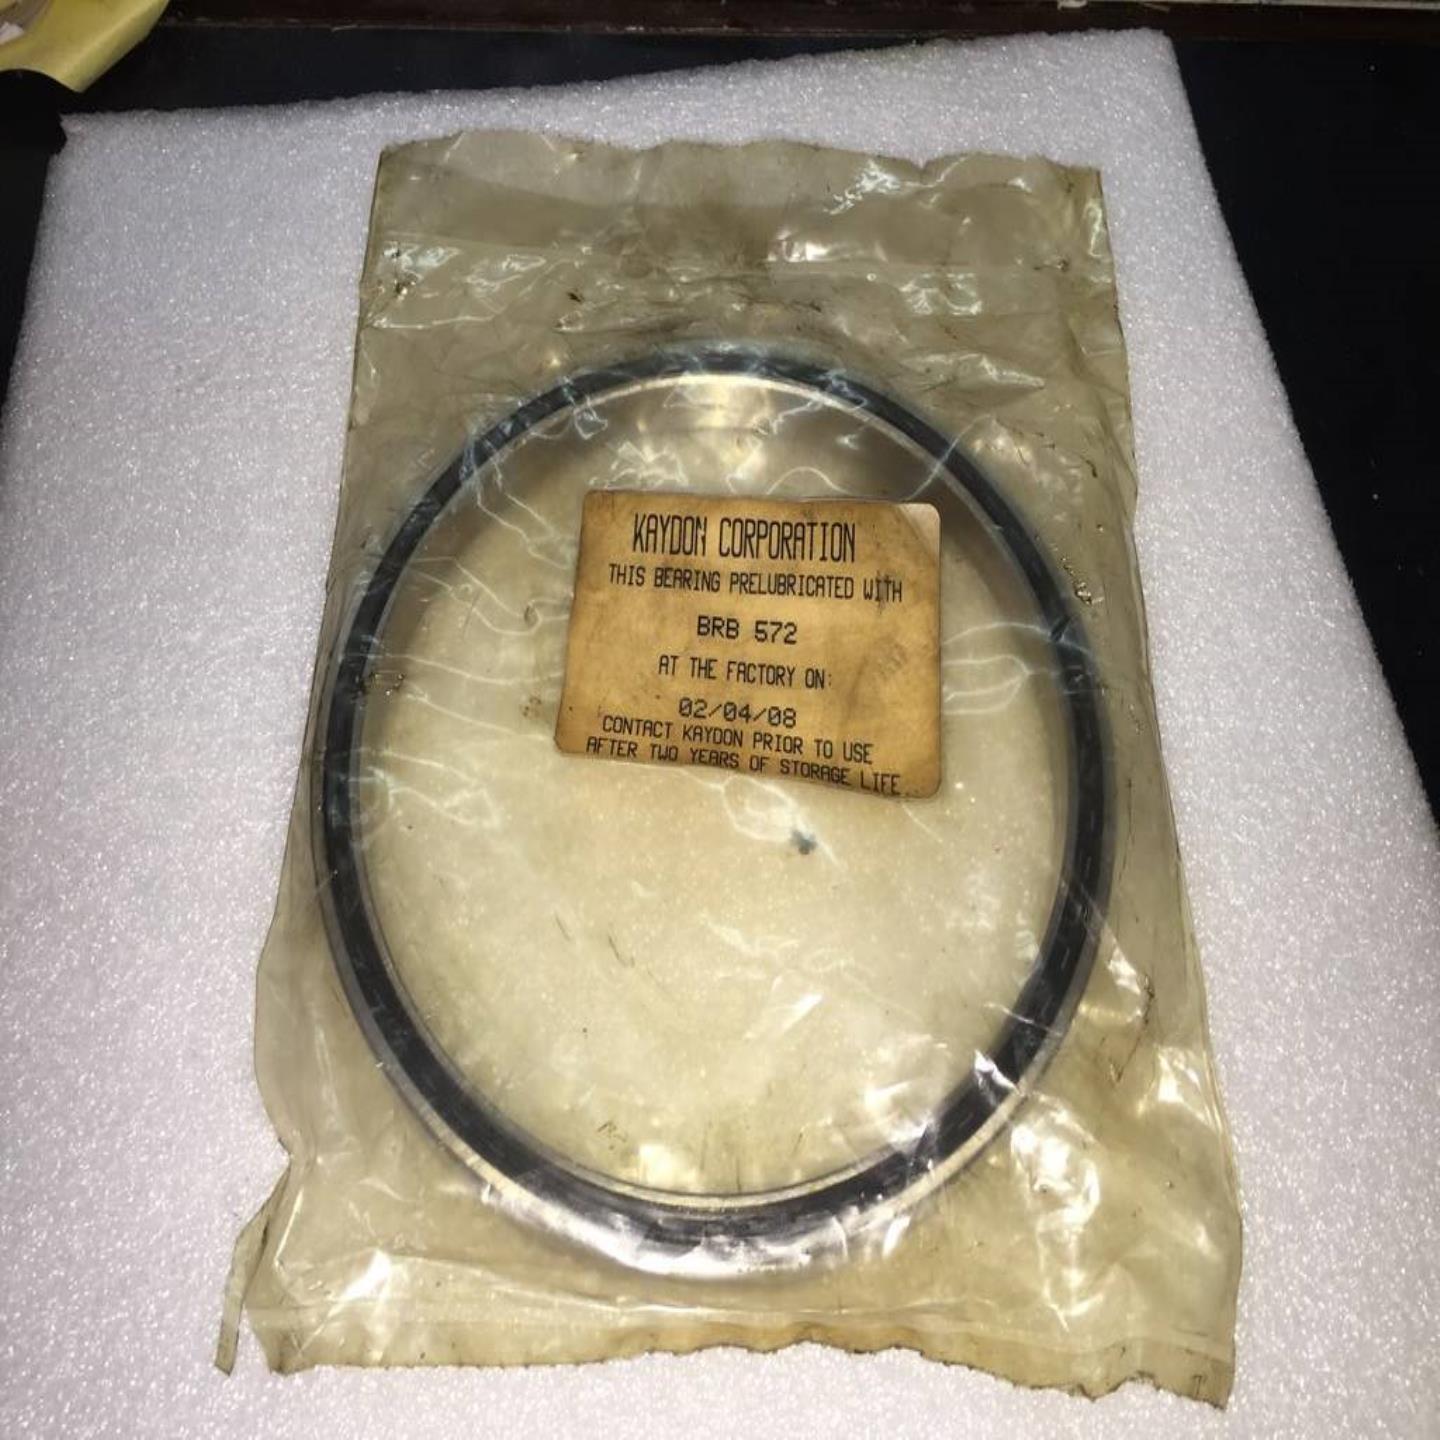 KAYDON CORPORATION
THIS BEARING PRELUBRICATED WITH
BRB 572
AT THE FACTORY ON:
02/04/08
CONTACT KAYDON PRIOR TO USE
AFTER TWO YEARS OF STORAGE LIFE.